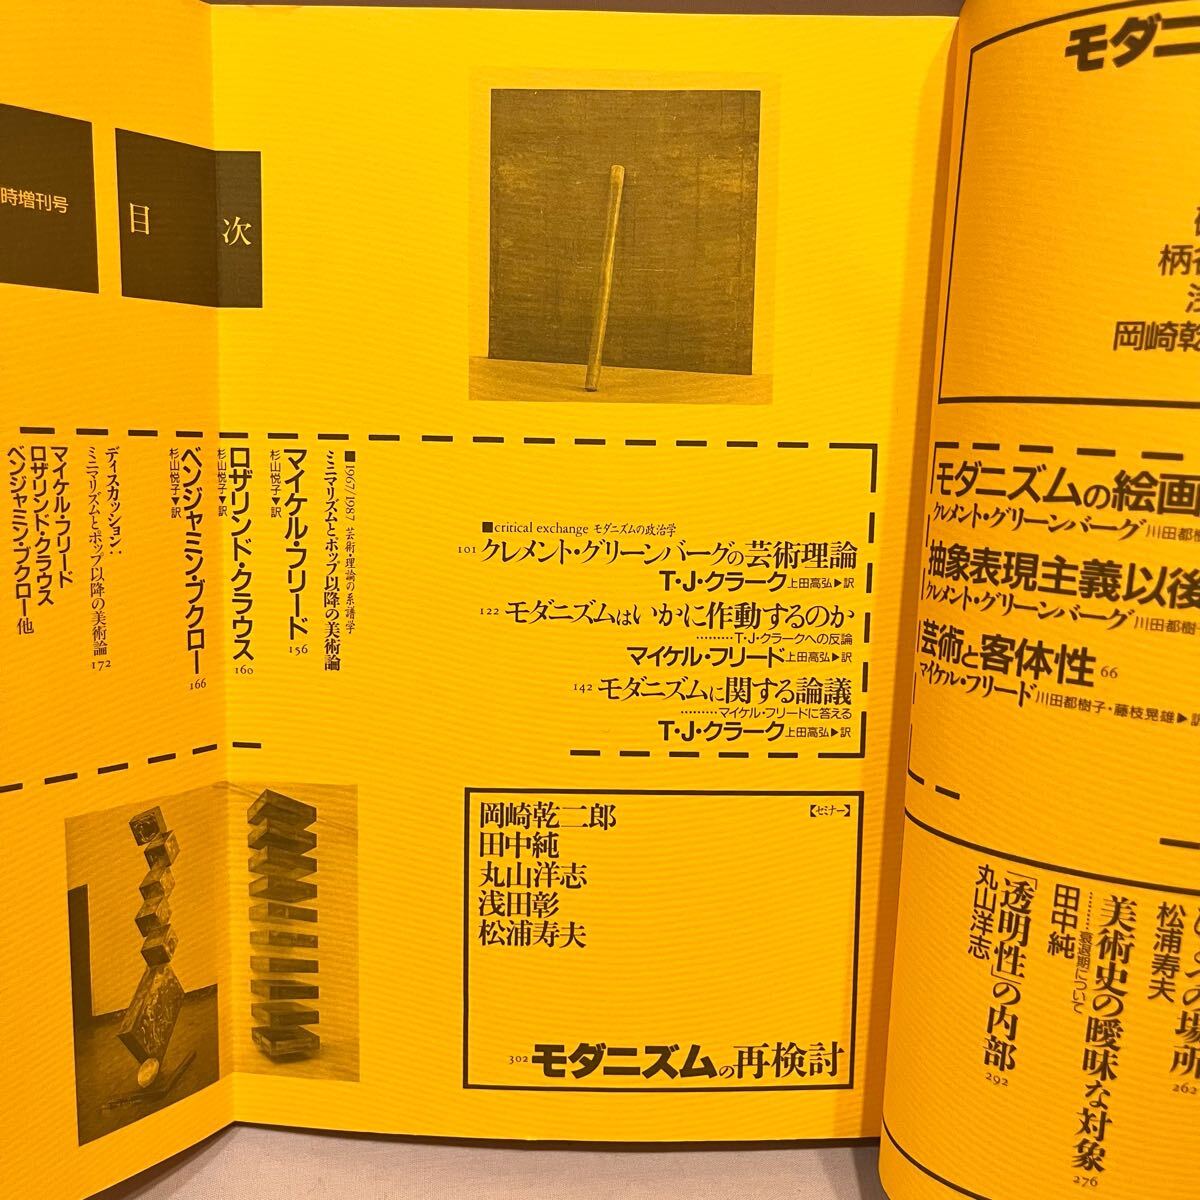 モダニ
岡崎乾
モダニズムの絵画
クレメント・グリーンバーグ 川田都樹
抽象表現主義以後
クレメント・グリーンバーグ 川田都樹
芸術と客体性 66
マイケル・フリード 川田都樹子・藤枝晃雄▶訳
の場所
松浦寿夫
262
美術史の曖昧な対象
………衰退期について
田中純
276
「透明性」の内部
丸山洋志
292
■critical exchange モダニズムの政治学
101 クレメント・グリーンバーグの芸術理論
T・J・クラーク 上田高弘▶訳
122 モダニズムはいかに作動するのか
………T・J・クラークへの反論
マイケル・フリード 上田高弘▶訳
142 モダニズムに関する論議
………マイケル・フリードに答える
T・J・クラーク 上田高弘▶訳
【セミナー】
岡崎乾二郎
田中純
丸山洋志
浅田彰
松浦寿夫
302 モダニズムの再検討
■1967/1987 芸術・理論の系譜学
ミニマリズムとポップ以降の美術論
マイケル・フリード 156
杉山悦子▼訳
ロザリンド・クラウス 160
杉山悦子▼訳
ベンジャミン・ブクロー 166
杉山悦子▼訳
ディスカッション：
ミニマリズムとポップ以降の美術論 172
マイケル・フリード
ロザリンド・クラウス
ベンジャミン・ブクロー他
目 次
時増刊号